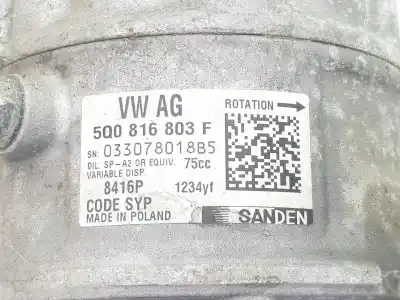 VW AG
ROTATION
5Q0 816 803 F
SN: 033078018B5
OIL: SP-A2 OR EQUIV. 75cc
VARIABLE DISP.
8416P 1234yf
CODE SYP
MADE IN POLAND
SANDEN